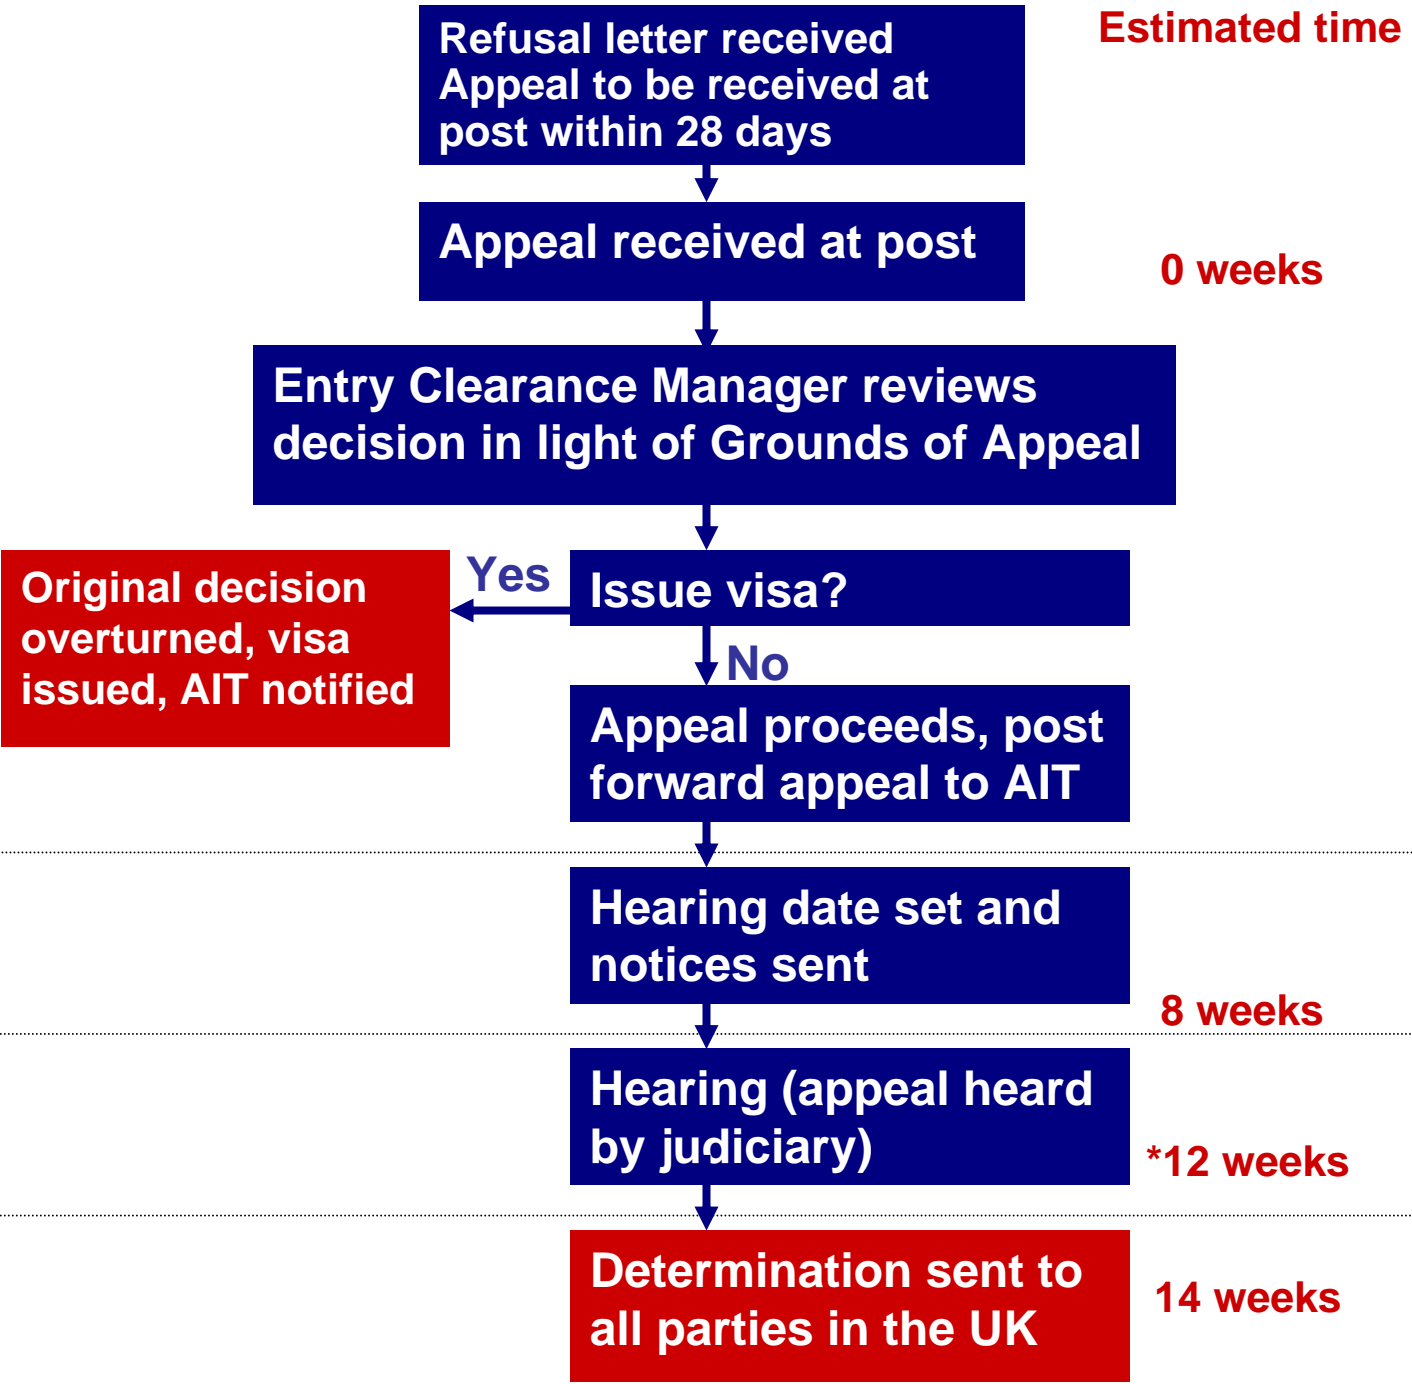 Refusal letter received
Appeal to be received at
post within 28 days
Estimated time
Appeal received at post
0 weeks
Entry Clearance Manager reviews
decision in light of Grounds of Appeal
Original decision
overturned, visa
issued, AIT notified
Yes
Issue visa?
No
Appeal proceeds, post
forward appeal to AIT
Hearing date set and
notices sent
8 weeks
Hearing (appeal heard
by judiciary)
*12 weeks
Determination sent to
all parties in the UK
14 weeks